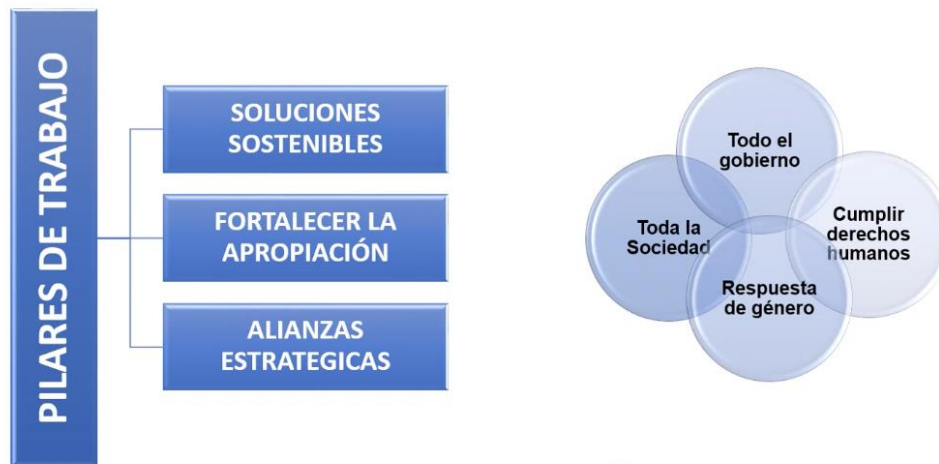 PILARES DE TRABAJO
SOLUCIONES
SOSTENIBLES
FORTALECER LA
APROPIACIÓN
ALIANZAS
ESTRATEGICAS
Todo el
gobierno
Toda la
Sociedad
Cumplir
derechos
humanos
Respuesta
de género